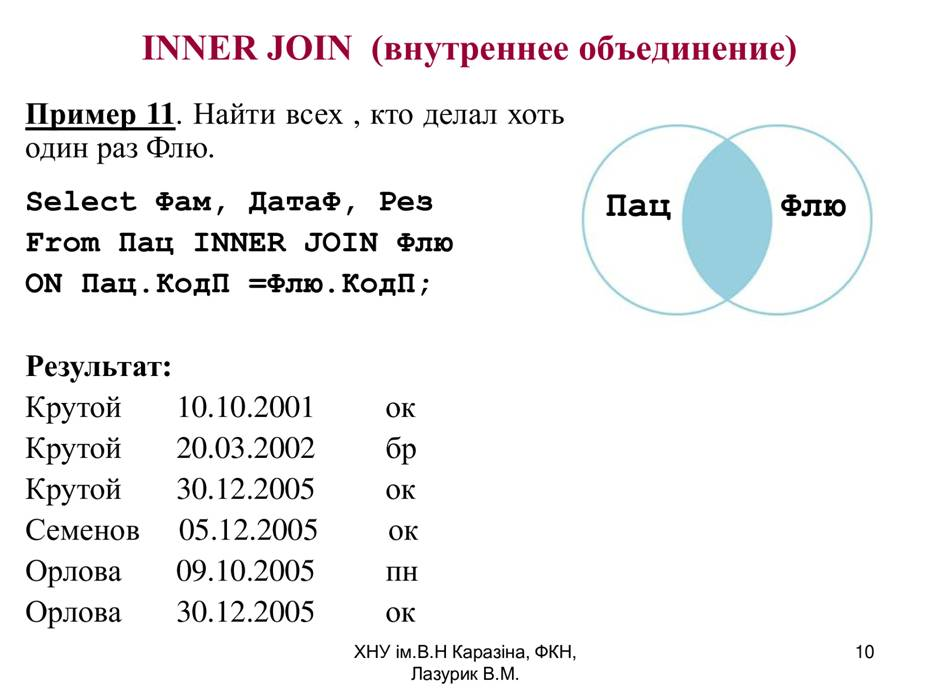 INNER JOIN (внутреннее объединение)
Пример 11. Найти всех , кто делал хоть
один раз Флю.
Select Фам, ДатаФ, Рез
From Пац INNER JOIN Флю
ON Пац.КодП =Флю.КодП;
Пац
Флю
Результат:
Крутой 10.10.2001 ок
Крутой 20.03.2002 бр
Крутой 30.12.2005 ок
Семенов 05.12.2005 ок
Орлова 09.10.2005 пн
Орлова 30.12.2005 ок
ХНУ ім.В.Н Каразіна, ФКН,
Лазурик В.М.
10